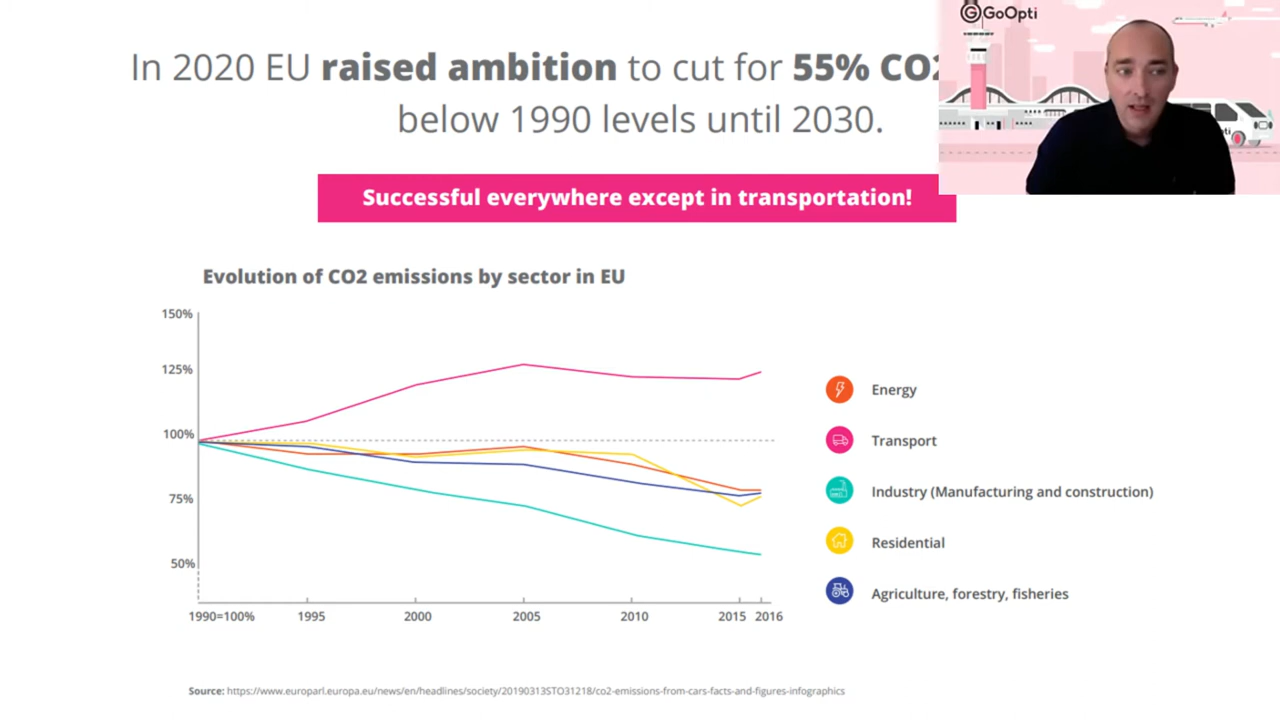 GoOpti
In 2020 EU raised ambition to cut for 55% CO2
below 1990 levels until 2030.
Successful everywhere except in transportation!
Evolution of CO2 emissions by sector in EU
150%
125%
100%
75%
50%
1990=100% 1995 2000 2005 2010 2015 2016
Energy
Transport
Industry (Manufacturing and construction)
Residential
Agriculture, forestry, fisheries
Source: https://www.europarl.europa.eu/news/en/headlines/society/20190313STO31218/co2-emissions-from-cars-facts-and-figures-infographics